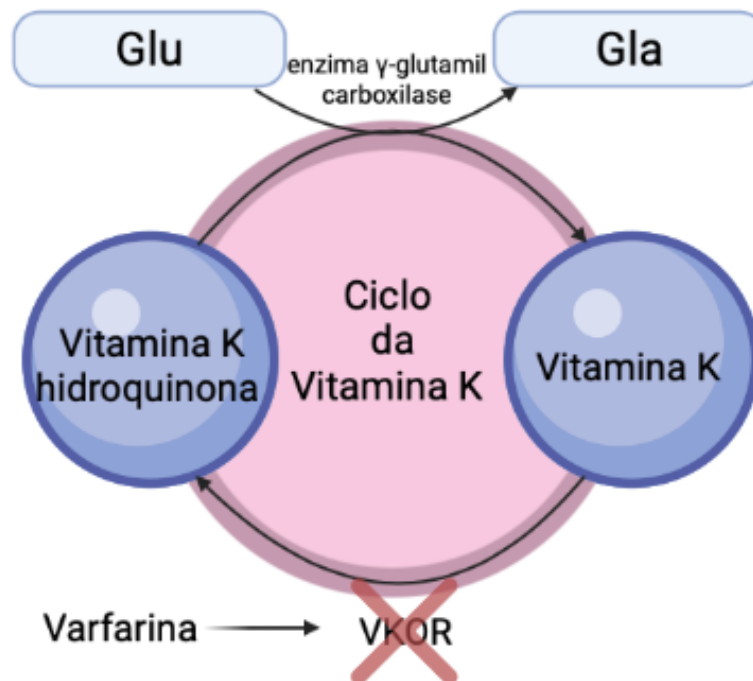 Glu
enzima γ-glutamil
carboxilase
Gla
Vitamina K
hidroquinona
Ciclo
da
Vitamina K
Vitamina K
Varfarina
VKOR